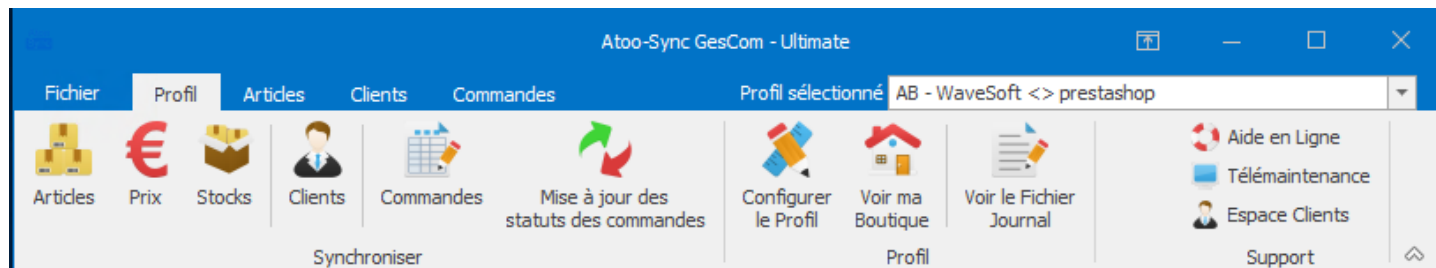 Atoo-Sync GesCom - Ultimate
Fichier Profil Articles Clients Commandes Profil sélectionné AB - WaveSoft <> prestashop
Articles Prix Stocks Clients Commandes Mise à jour des
statuts des commandes
Configurer
le Profil
Voir ma
Boutique
Voir le Fichier
Journal
Aide en Ligne
Télémaintenance
Espace Clients
Synchroniser Profil Support